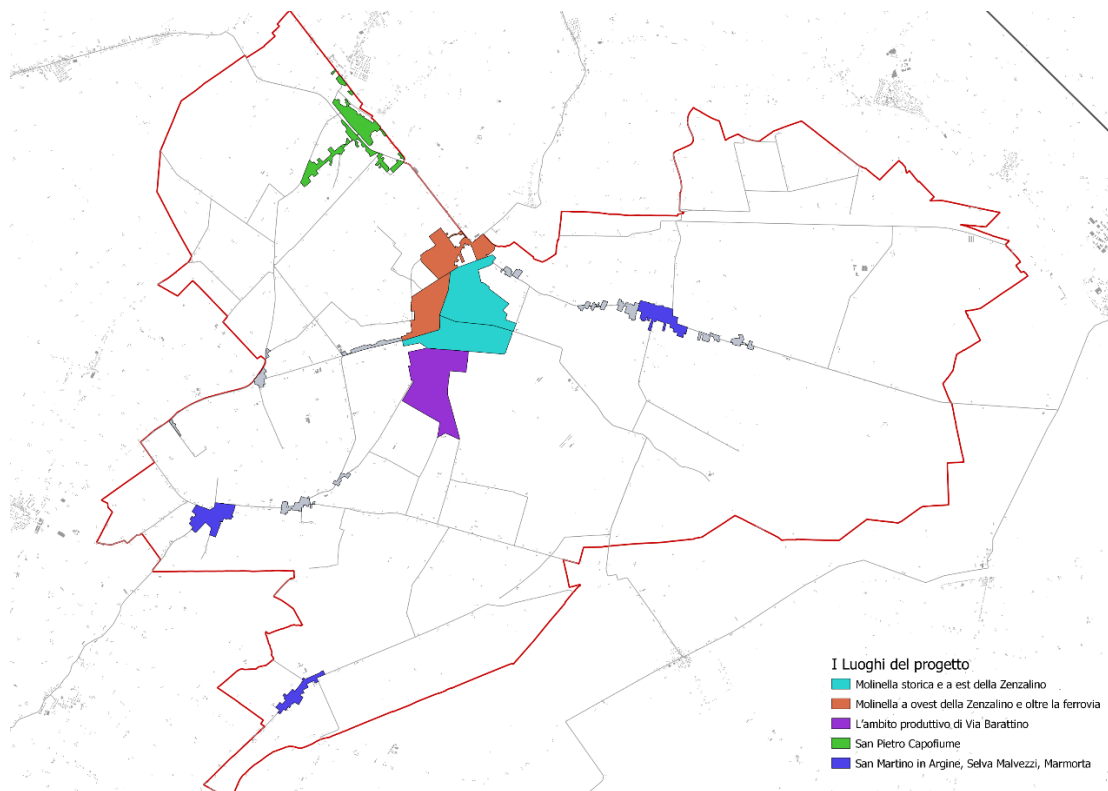 I Luoghi del progetto
Molinella storica e a est della Zenzalino
Molinella a ovest della Zenzalino e oltre la ferrovia
L'ambito produttivo di Via Barattino
San Pietro Capofiume
San Martino in Argine, Selva Malvezzi, Marmorta